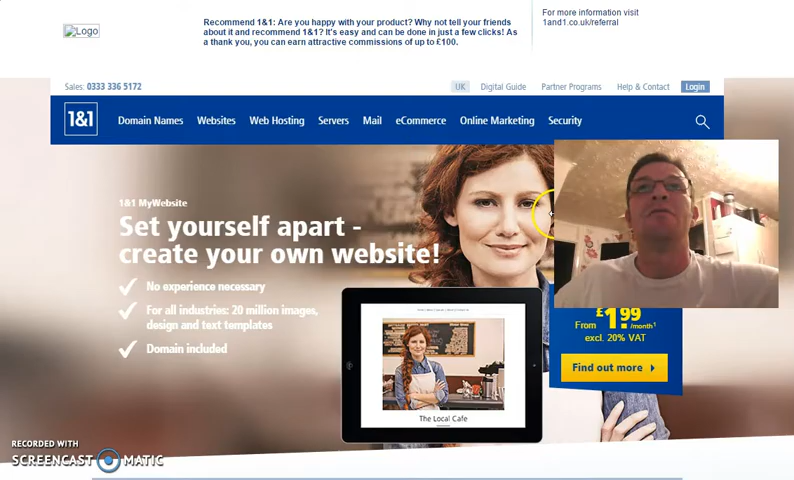 Logo
Recommend 1&1: Are you happy with your product? Why not tell your friends
about it and recommend 1&1? It's easy and can be done in just a few clicks! As
a thank you, you can earn attractive commissions of up to £100.
For more information visit
1and1.co.uk/referral
Sales: 0333 336 5172
UK Digital Guide Partner Programs Help & Contact Login
1&1 Domain Names Websites Web Hosting Servers Mail eCommerce Online Marketing Security
1&1 MyWebsite
Set yourself apart -
create your own website!
No experience necessary
For all industries: 20 million images,
design and text templates
Domain included
From £1.99 /month¹
excl. 20% VAT
Find out more
The Local Cafe
RECORDED WITH
SCREENCAST MATIC